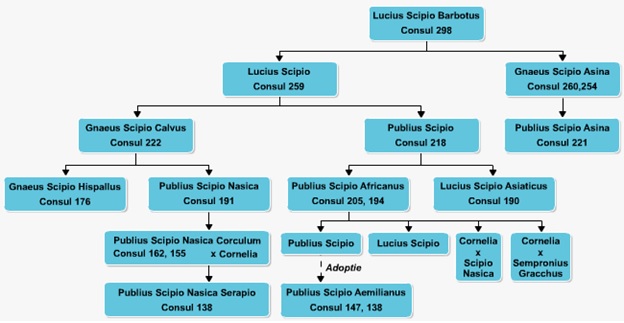 Lucius Scipio Barbotus
Consul 298
Lucius Scipio
Consul 259
Gnaeus Scipio Asina
Consul 260,254
Gnaeus Scipio Calvus
Consul 222
Publius Scipio
Consul 218
Publius Scipio Asina
Consul 221
Gnaeus Scipio Hispallus
Consul 176
Publius Scipio Nasica
Consul 191
Publius Scipio Africanus
Consul 205, 194
Lucius Scipio Asiaticus
Consul 190
Publius Scipio Nasica Corculum
Consul 162, 155 x Cornelia
Publius Scipio
Lucius Scipio
Cornelia
x
Scipio
Nasica
Cornelia
x
Sempronius
Gracchus
Adoptie
Publius Scipio Nasica Serapio
Consul 138
Publius Scipio Aemilianus
Consul 147, 138